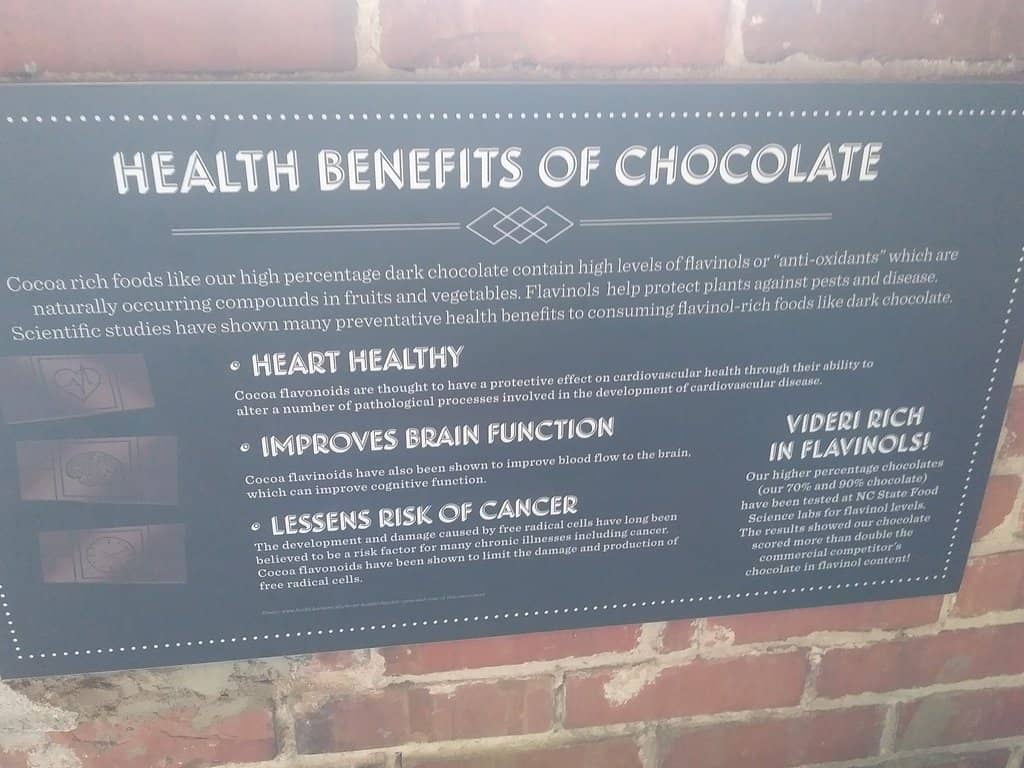 HEALTH BENEFITS OF CHOCOLATE
Cocoa rich foods like our high percentage dark chocolate contain high levels of flavinols or “anti-oxidants” which are
naturally occurring compounds in fruits and vegetables. Flavinols help protect plants against pests and disease.
Scientific studies have shown many preventative health benefits to consuming flavinol-rich foods like dark chocolate.
HEART HEALTHY
Cocoa flavonoids are thought to have a protective effect on cardiovascular health through their ability to
alter a number of pathological processes involved in the development of cardiovascular disease.
IMPROVES BRAIN FUNCTION
Cocoa flavinoids have also been shown to improve blood flow to the brain,
which can improve cognitive function.
LESSENS RISK OF CANCER
The development and damage caused by free radical cells have long been
believed to be a risk factor for many chronic illnesses including cancer.
Cocoa flavonoids have been shown to limit the damage and production of
free radical cells.
VIDERI RICH
IN FLAVINOLS!
Our higher percentage chocolates
(our 70% and 90% chocolate)
have been tested at NC State Food
Science labs for flavinol levels.
The results showed our chocolate
scored more than double the
commercial competitor's
chocolate in flavinol content!